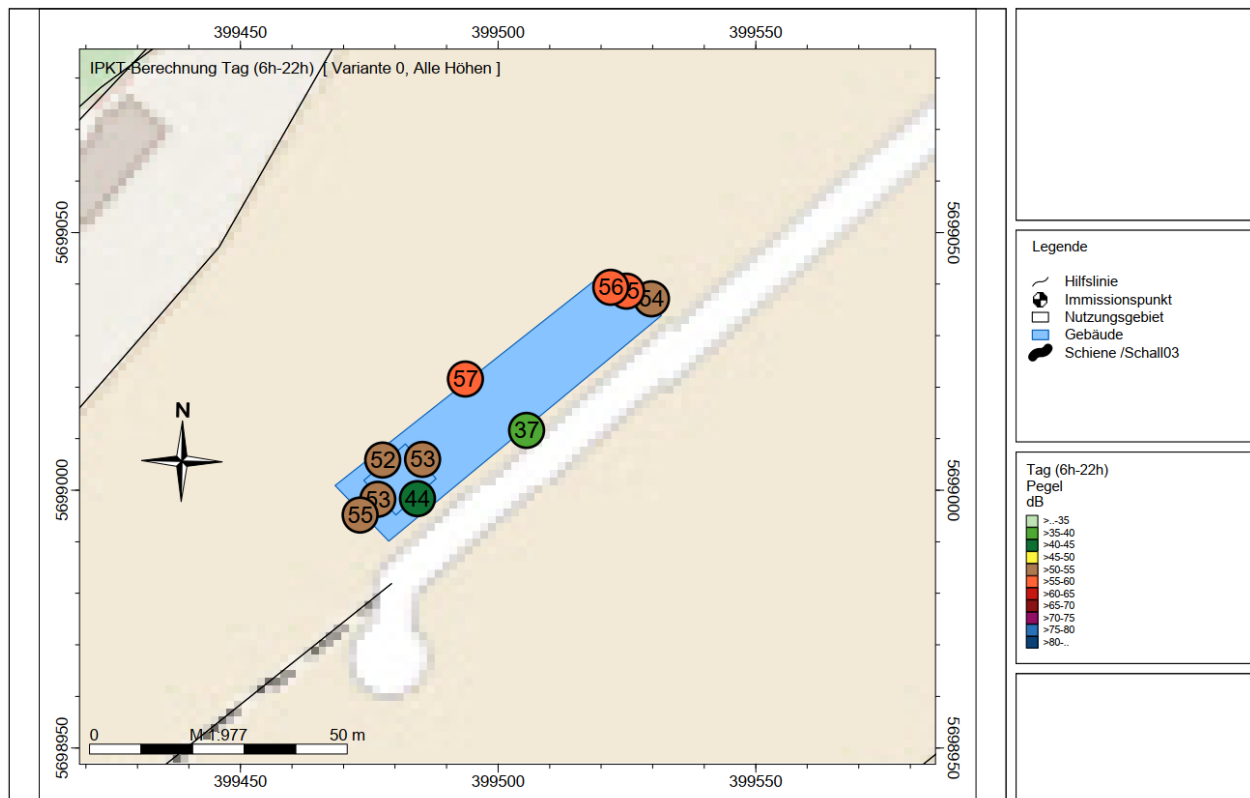 399450 399500 399550
IPKT-Berechnung Tag (6h-22h) [ Variante 0, Alle Höhen ]
5699050 5699050
56 5 54
57
37
N
52 53
53 44
55
5699000 5699000
Legende
Hilfslinie
Immissionspunkt
Nutzungsgebiet
Gebäude
Schiene /Schall03
Tag (6h-22h)
Pegel
dB
>..-35
>35-40
>40-45
>45-50
>50-55
>55-60
>60-65
>65-70
>70-75
>75-80
>80-..
0 50 m
5698950 5698950
399450 399500 399550